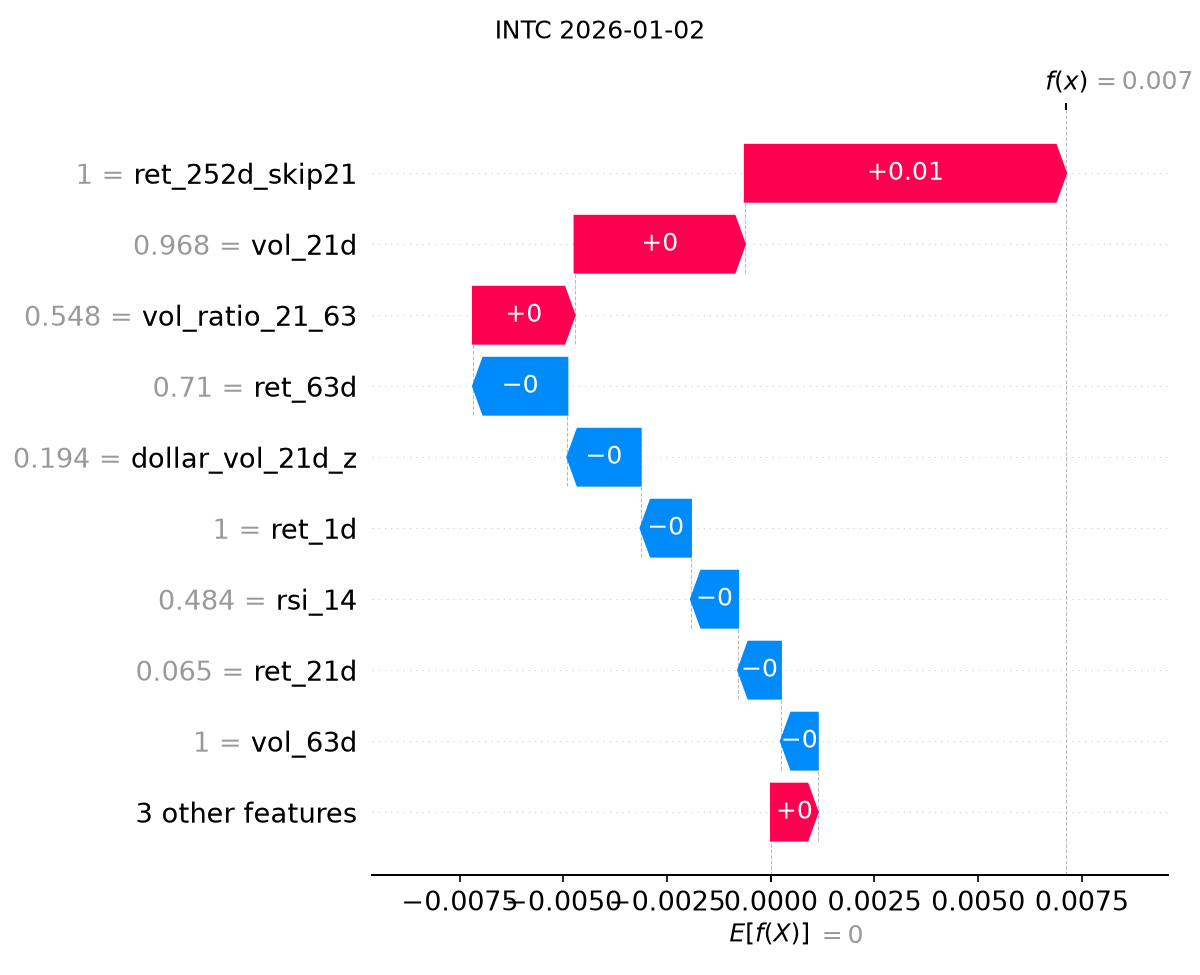 INTC 2026-01-02
f(x) = 0.007
1 = ret_252d_skip21
+0.01
0.968 = vol_21d
+0
0.548 = vol_ratio_21_63
+0
0.71 = ret_63d
−0
0.194 = dollar_vol_21d_z
−0
1 = ret_1d
−0
0.484 = rsi_14
−0
0.065 = ret_21d
−0
1 = vol_63d
−0
3 other features
+0
−0.0075 −0.0050 −0.0025 0.0000 0.0025 0.0050 0.0075
E[f(X)] = 0